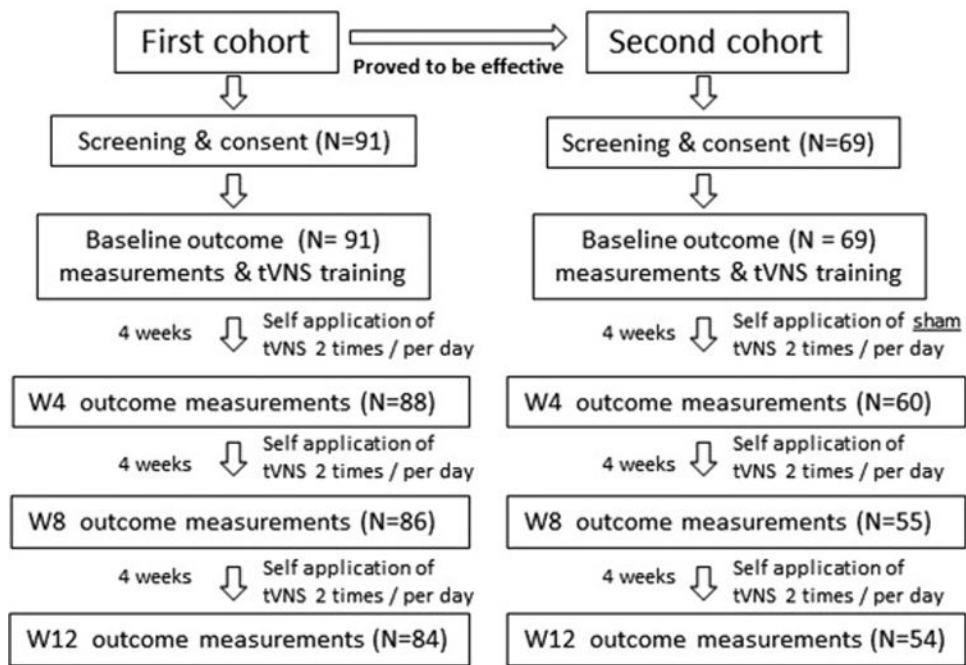 First cohort
Proved to be effective
Second cohort
Screening & consent (N=91)
Baseline outcome (N= 91)
measurements & tVNS training
4 weeks
Self application of
tVNS 2 times / per day
W4 outcome measurements (N=88)
4 weeks
Self application of
tVNS 2 times / per day
W8 outcome measurements (N=86)
4 weeks
Self application of
tVNS 2 times / per day
W12 outcome measurements (N=84)
Screening & consent (N=69)
Baseline outcome (N = 69)
measurements & tVNS training
4 weeks
Self application of sham
tVNS 2 times / per day
W4 outcome measurements (N=60)
4 weeks
Self application of
tVNS 2 times / per day
W8 outcome measurements (N=55)
4 weeks
Self application of
tVNS 2 times / per day
W12 outcome measurements (N=54)